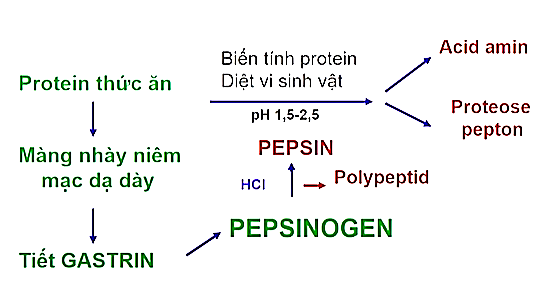 Biến tính protein
Diệt vi sinh vật
Acid amin
Protein thức ăn
pH 1,5-2,5
Proteose
pepton
Màng nhày niêm
mạc dạ dày
PEPSIN
HCl
Polypeptid
PEPSINOGEN
Tiết GASTRIN